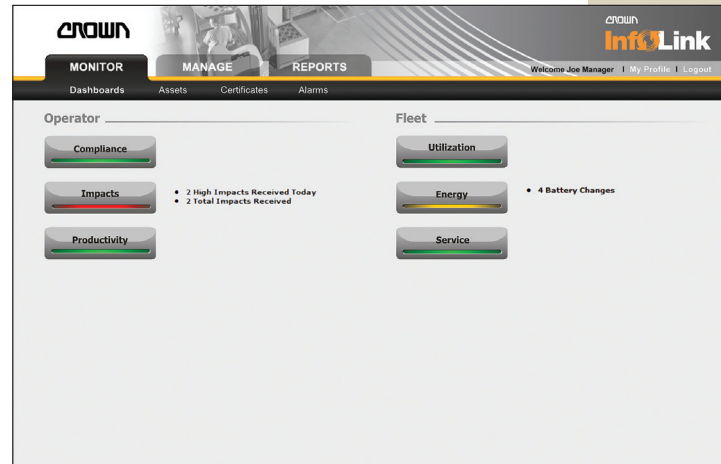 CROWN
CROWN
InfoLink
MONITOR
MANAGE
REPORTS
Welcome Joe Manager | My Profile | Logout
Dashboards
Assets
Certificates
Alarms
Operator
Fleet
Compliance
Utilization
Impacts
• 2 High Impacts Received Today
• 2 Total Impacts Received
Energy
• 4 Battery Changes
Productivity
Service